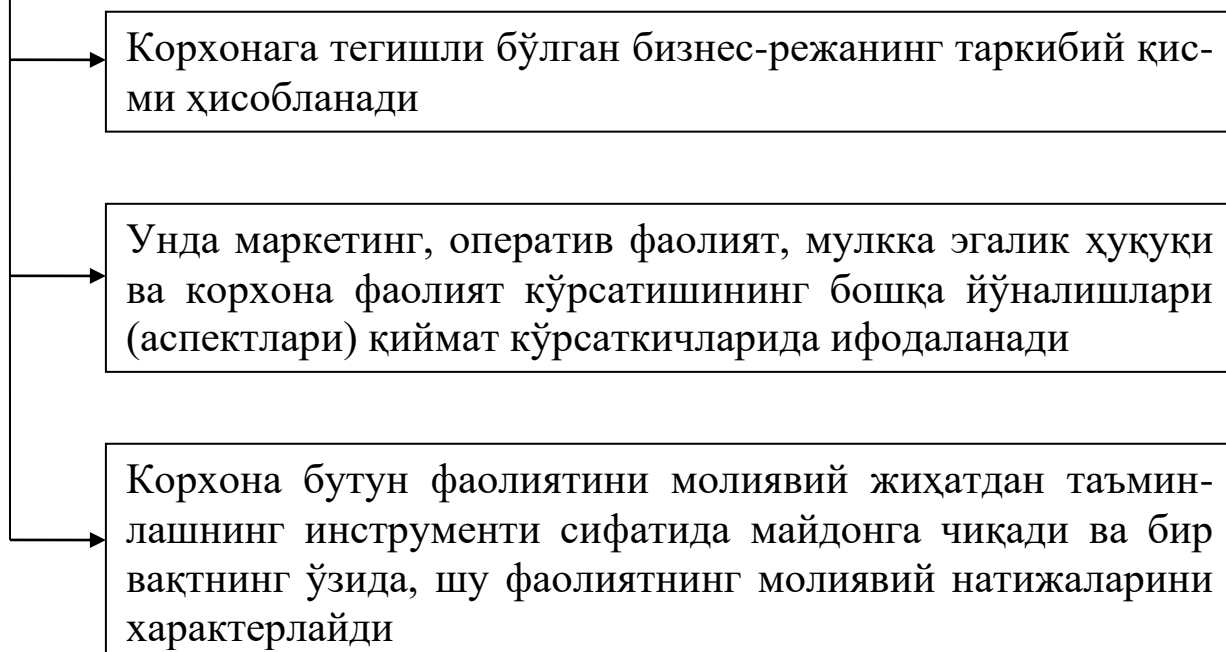 Корхонага тегишли бўлган бизнес-режанинг таркибий қис-
ми ҳисобланади
Унда маркетинг, оператив фаолият, мулкка эгалик ҳуқуқи
ва корхона фаолият кўрсатишининг бошқа йўналишлари
(аспектлари) қиймат кўрсаткичларида ифодаланади
Корхона бутун фаолиятини молиявий жиҳатдан таъмин-
лашнинг инструменти сифатида майдонга чиқади ва бир
вақтнинг ўзида, шу фаолиятнинг молиявий натижаларини
характерлайди